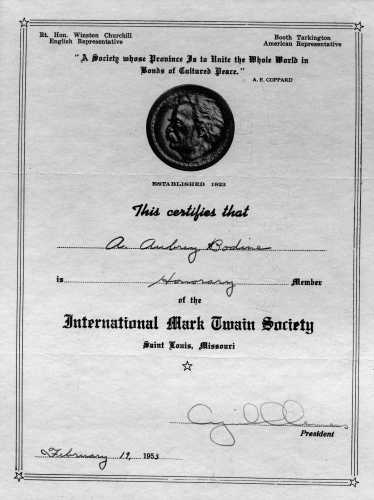 Rt. Hon. Winston Churchill
English Representative
Booth Tarkington
American Representative
"A Society whose Province Is to Unite the Whole World in
Bonds of Cultured Peace."
A. E. COPPARD
ESTABLISHED 1923
This certifies that
A. Aubrey Bodine
is Honorary Member
of the
International Mark Twain Society
Saint Louis, Missouri
Cyril Clemens
President
February 19, 1953